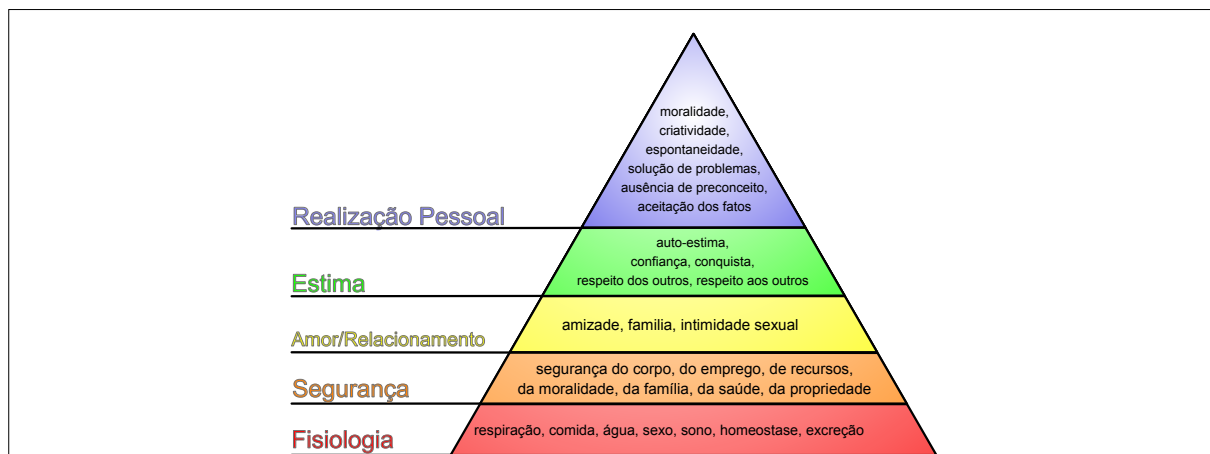 moralidade,
criatividade,
espontaneidade,
solução de problemas,
ausência de preconceito,
aceitação dos fatos
Realização Pessoal
auto-estima,
confiança, conquista,
respeito dos outros, respeito aos outros
Estima
amizade, familia, intimidade sexual
Amor/Relacionamento
segurança do corpo, do emprego, de recursos,
da moralidade, da família, da saúde, da propriedade
Segurança
respiração, comida, água, sexo, sono, homeostase, excreção
Fisiologia